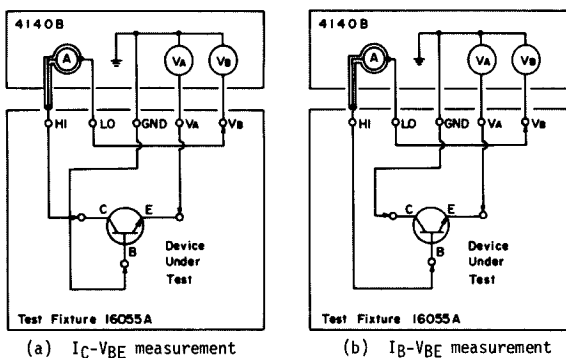 4140B
A
VA
VB
HI
LO
GND
VA
VB
C
E
B
Device
Under
Test
Test Fixture 16055A
(a) IC-VBE measurement
4140B
A
VA
VB
HI
LO
GND
VA
VB
C
E
B
Device
Under
Test
Test Fixture 16055A
(b) IB-VBE measurement